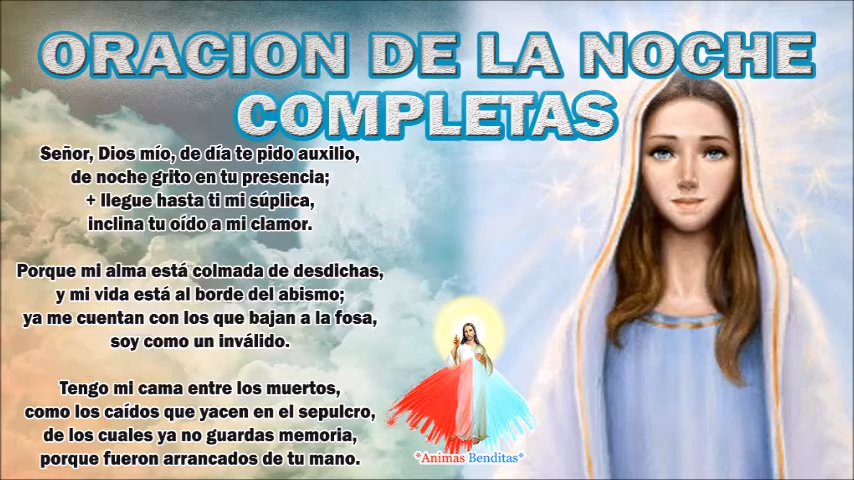 ORACION DE LA NOCHE
COMPLETAS
Señor, Dios mío, de día te pido auxilio,
de noche grito en tu presencia;
+ llegue hasta ti mi súplica,
inclina tu oído a mi clamor.
Porque mi alma está colmada de desdichas,
y mi vida está al borde del abismo;
ya me cuentan con los que bajan a la fosa,
soy como un inválido.
Tengo mi cama entre los muertos,
como los caídos que yacen en el sepulcro,
de los cuales ya no guardas memoria,
porque fueron arrancados de tu mano.
*Animas Benditas*